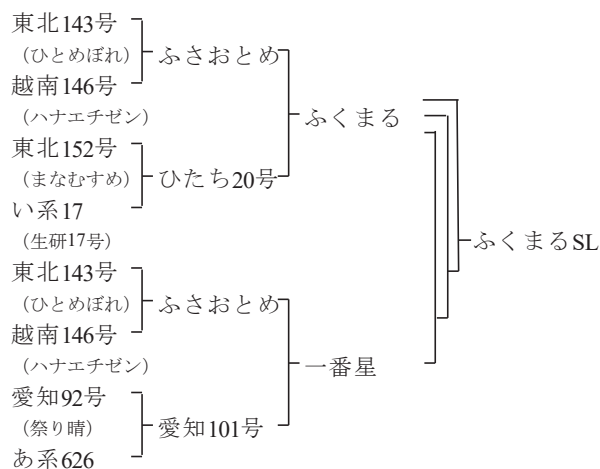 東北143号
（ひとめぼれ）
ふさおとめ
越南146号
（ハナエチゼン）
ふくまる
東北152号
（まなむすめ）
ひたち20号
い系17
（生研17号）
ふくまるSL
東北143号
（ひとめぼれ）
ふさおとめ
越南146号
（ハナエチゼン）
一番星
愛知92号
（祭り晴）
愛知101号
あ系626